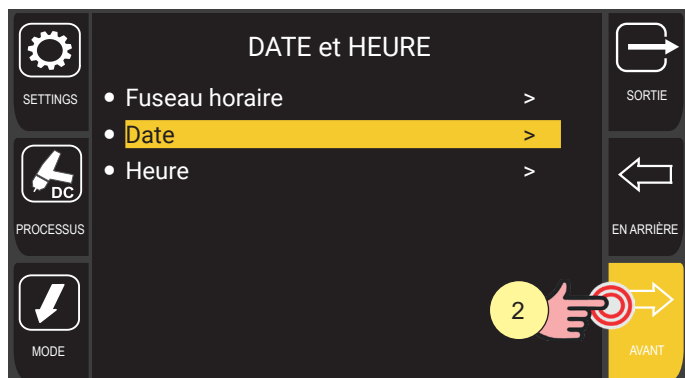 DATE et HEURE
SETTINGS
• Fuseau horaire >
SORTIE
• Date >
• Heure >
DC
PROCESSUS
EN ARRIÈRE
2
MODE
AVANT